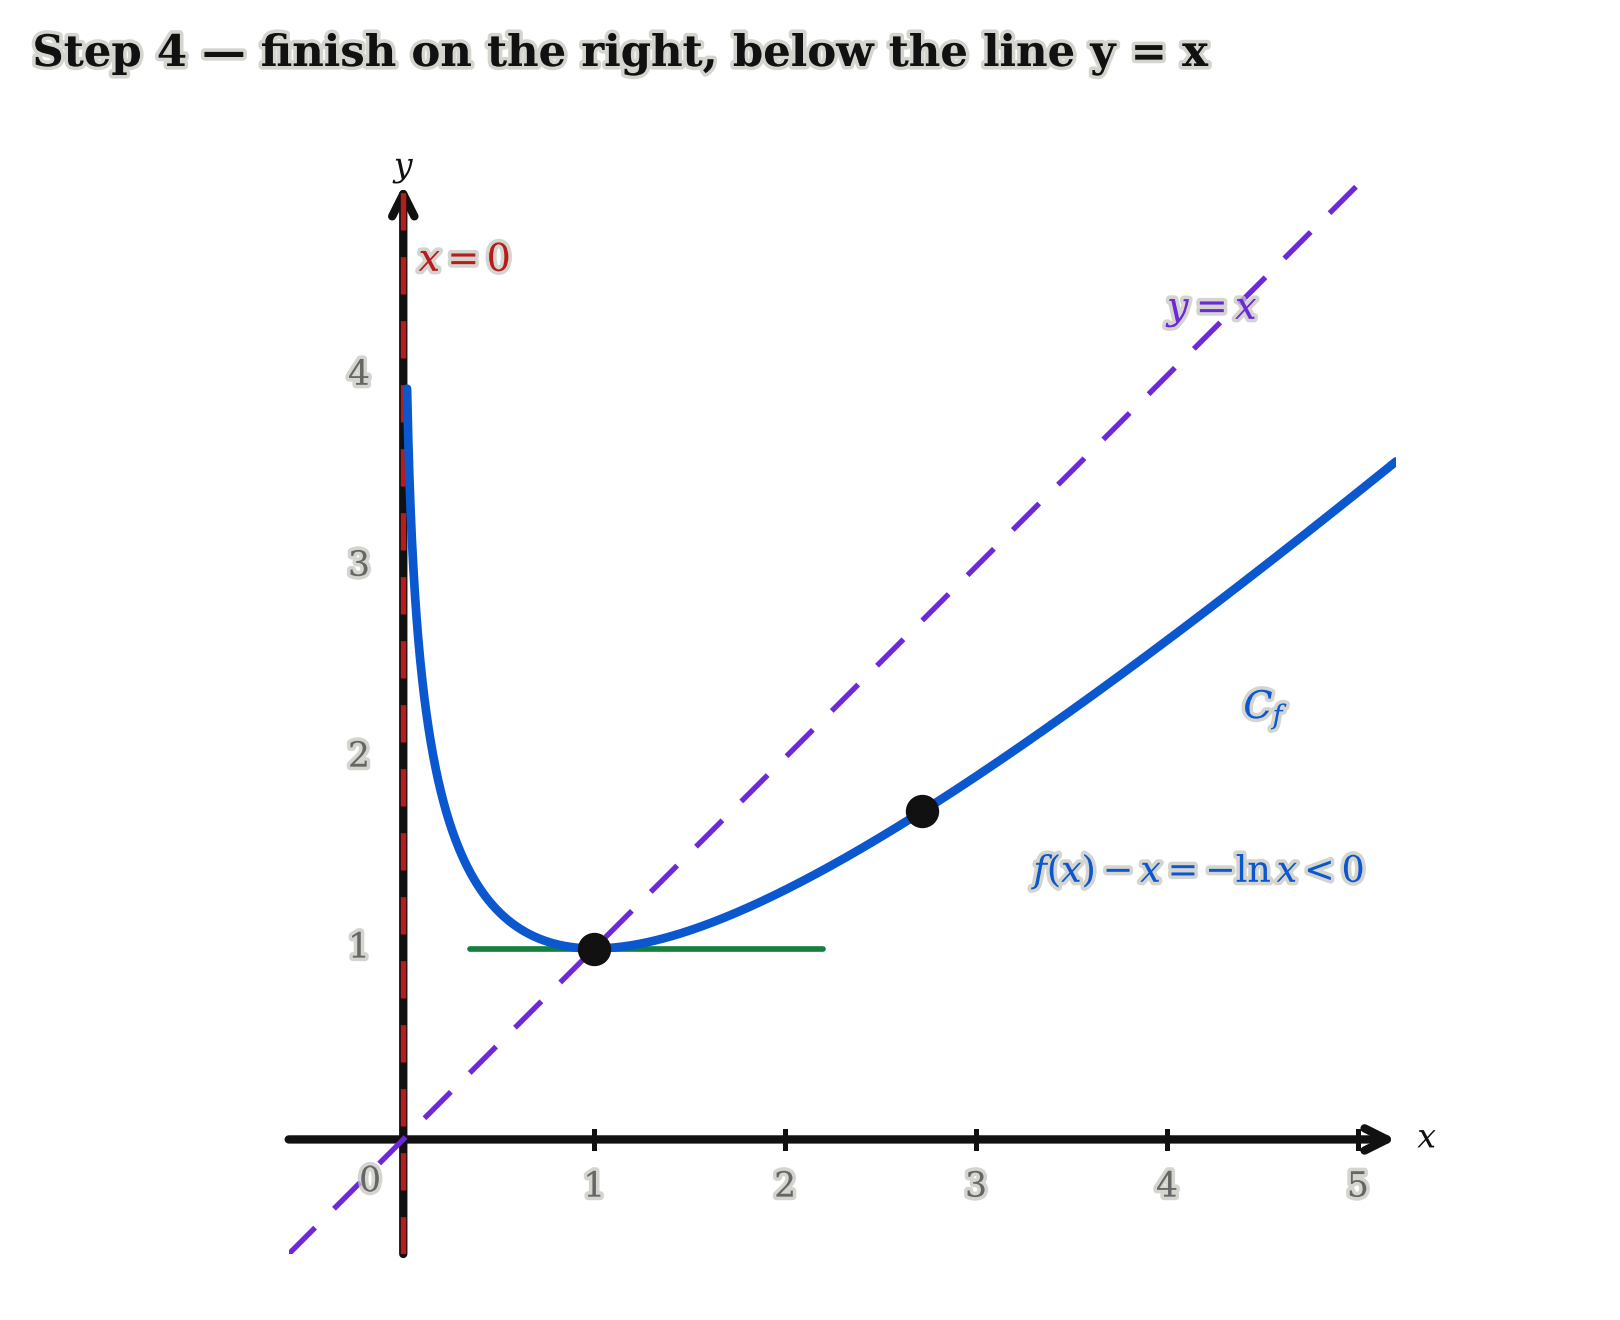 Step 4 — finish on the right, below the line y = x
y
x = 0
y = x
4
3
2
1
C_f
f(x) − x = −ln x < 0
x
0
1
2
3
4
5